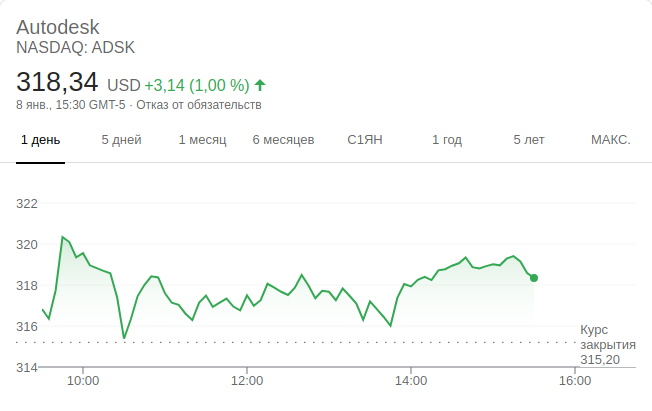 Autodesk
NASDAQ: ADSK
318,34 USD +3,14 (1,00 %)
8 янв., 15:30 GMT-5 · Отказ от обязательств
1 день 5 дней 1 месяц 6 месяцев С1ЯН 1 год 5 лет МАКС.
322
320
318
316
Курс
закрытия
315,20
314
10:00 12:00 14:00 16:00